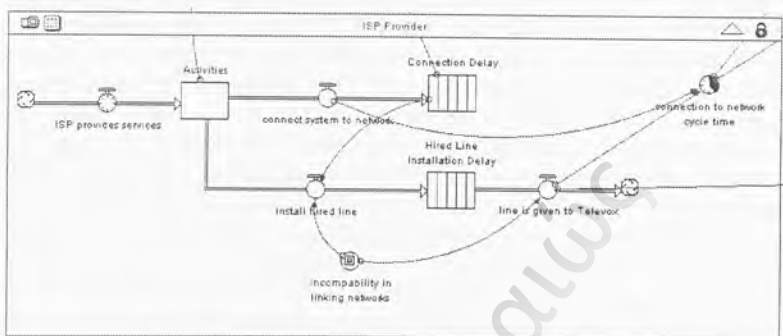 ISP Provider
Connection Delay
Activities
ISP provides services
connect system to network
connection to network
cycle time
Hired Line
Installation Delay
Install hired line
line is given to Televox
incompability in
linking networks